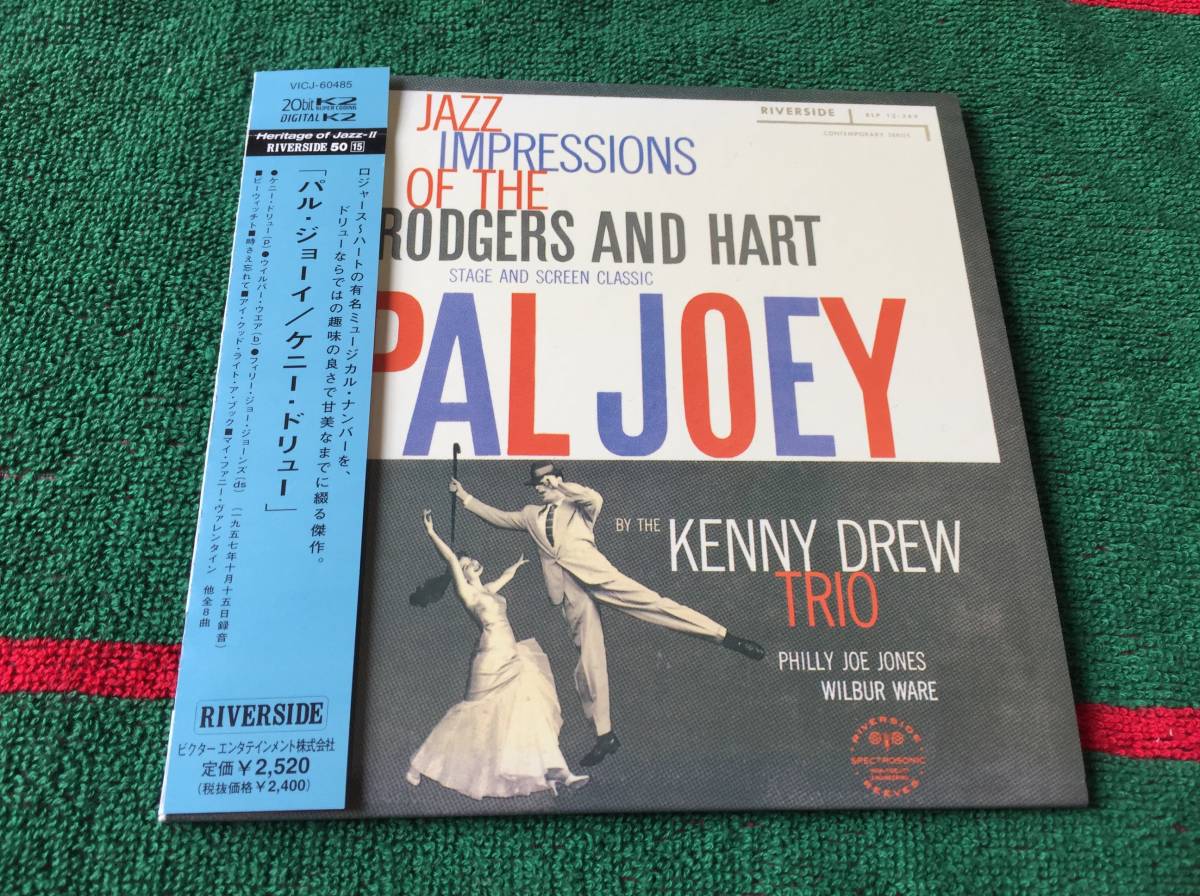 VICJ-60485
20bit K2
SUPER CODING
DIGITAL K2
Heritage of Jazz-II
RIVERSIDE 50 15
ロジャース〜ハートの有名ミュージカル・ナンバーを、
ドリューならではの趣味の良さで甘美なまでに綴る傑作。
「パル・ジョーイ/ケニー・ドリュー」
●ケニー・ドリュー(p)●ウイルバー・ウエア(b)●フィリー・ジョー・ジョーンズ(ds) (一九五七年十月十五日録音)
■ビーウィッチト■時さえ忘れて■アイ・クッド・ライト・ア・ブック■マイ・ファニー・ヴァレンタイン 他全8曲
RIVERSIDE
ビクターエンタテインメント株式会社
定価¥2,520
(税抜価格¥2,400)
JAZZ
IMPRESSIONS
OF THE
RODGERS AND HART
STAGE AND SCREEN CLASSIC
PAL JOEY
RIVERSIDE
RLP 12-249
CONTEMPORARY SERIES
BY THE KENNY DREW
TRIO
PHILLY JOE JONES
WILBUR WARE
RIVERSIDE
SPECTROSONIC
REEVES